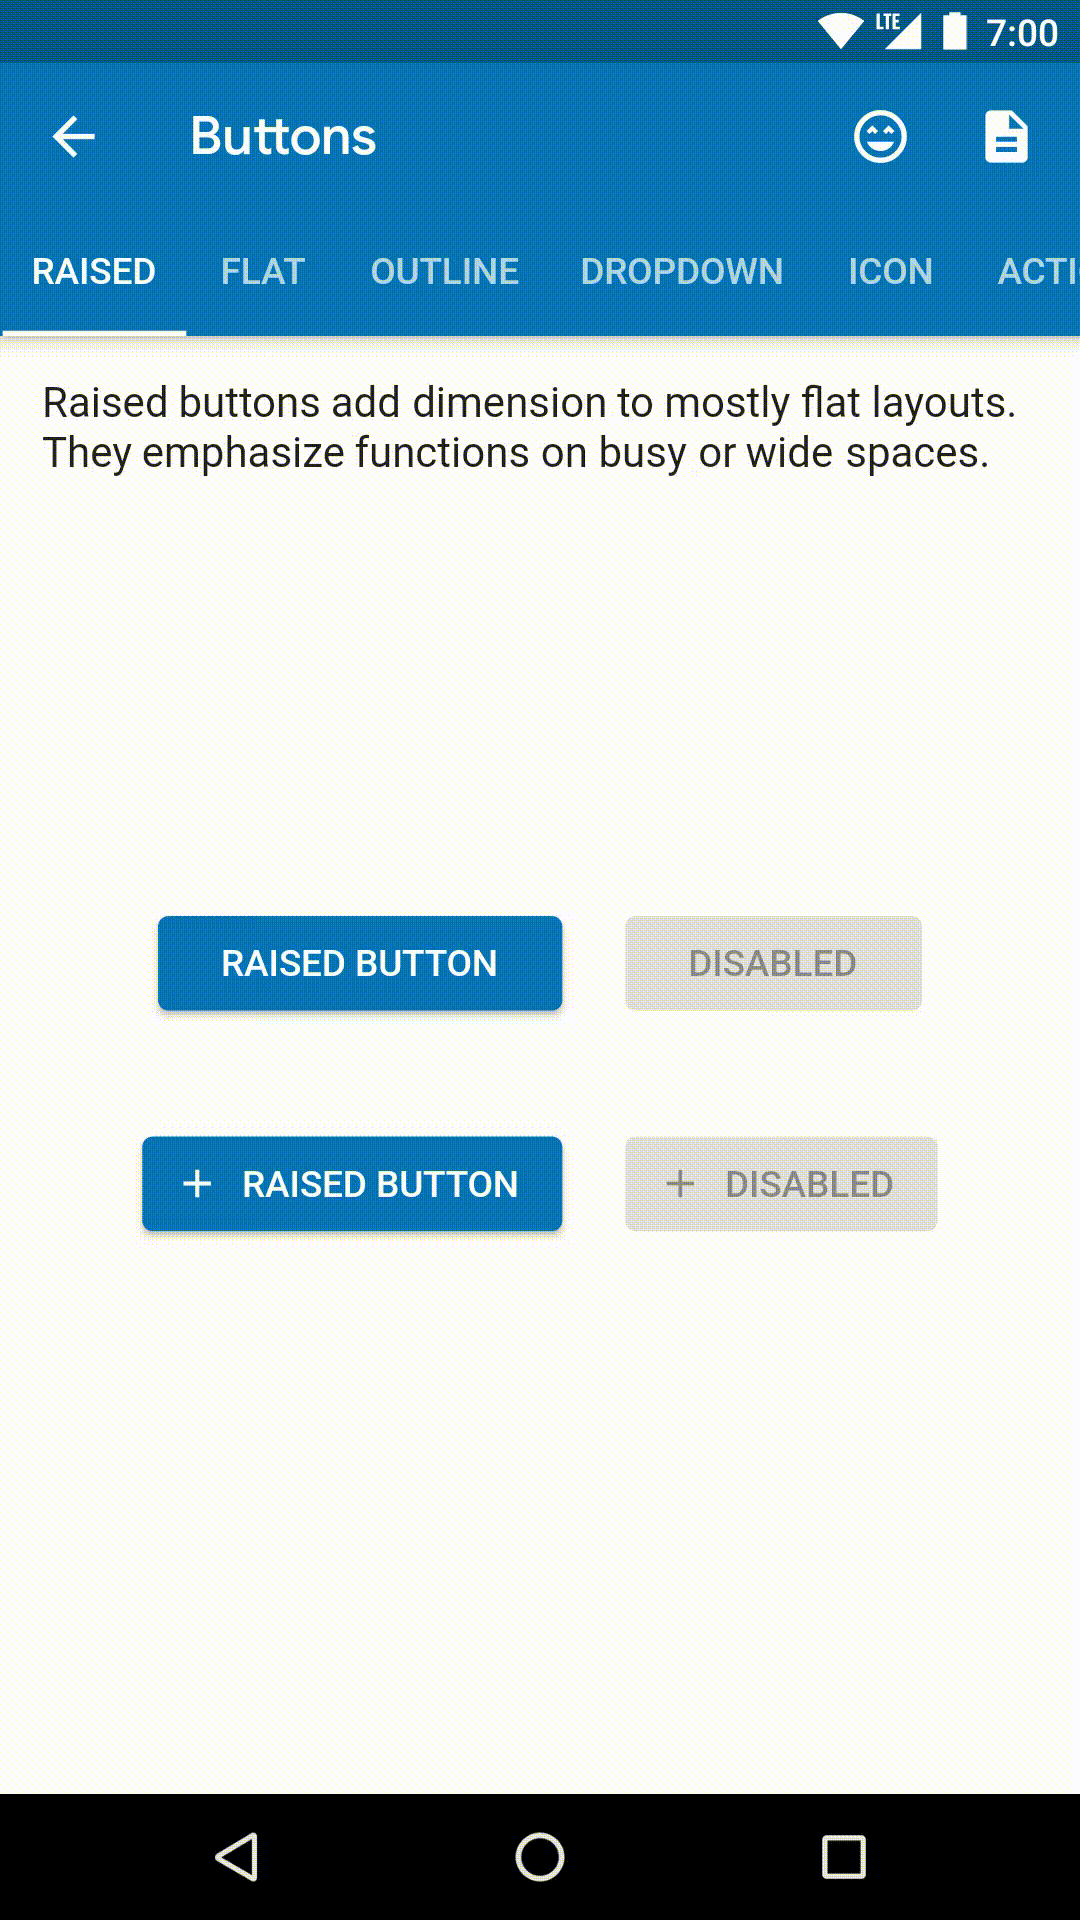 LTE 7:00
Buttons
RAISED FLAT OUTLINE DROPDOWN ICON ACTI
Raised buttons add dimension to mostly flat layouts.
They emphasize functions on busy or wide spaces.
RAISED BUTTON DISABLED
+ RAISED BUTTON + DISABLED